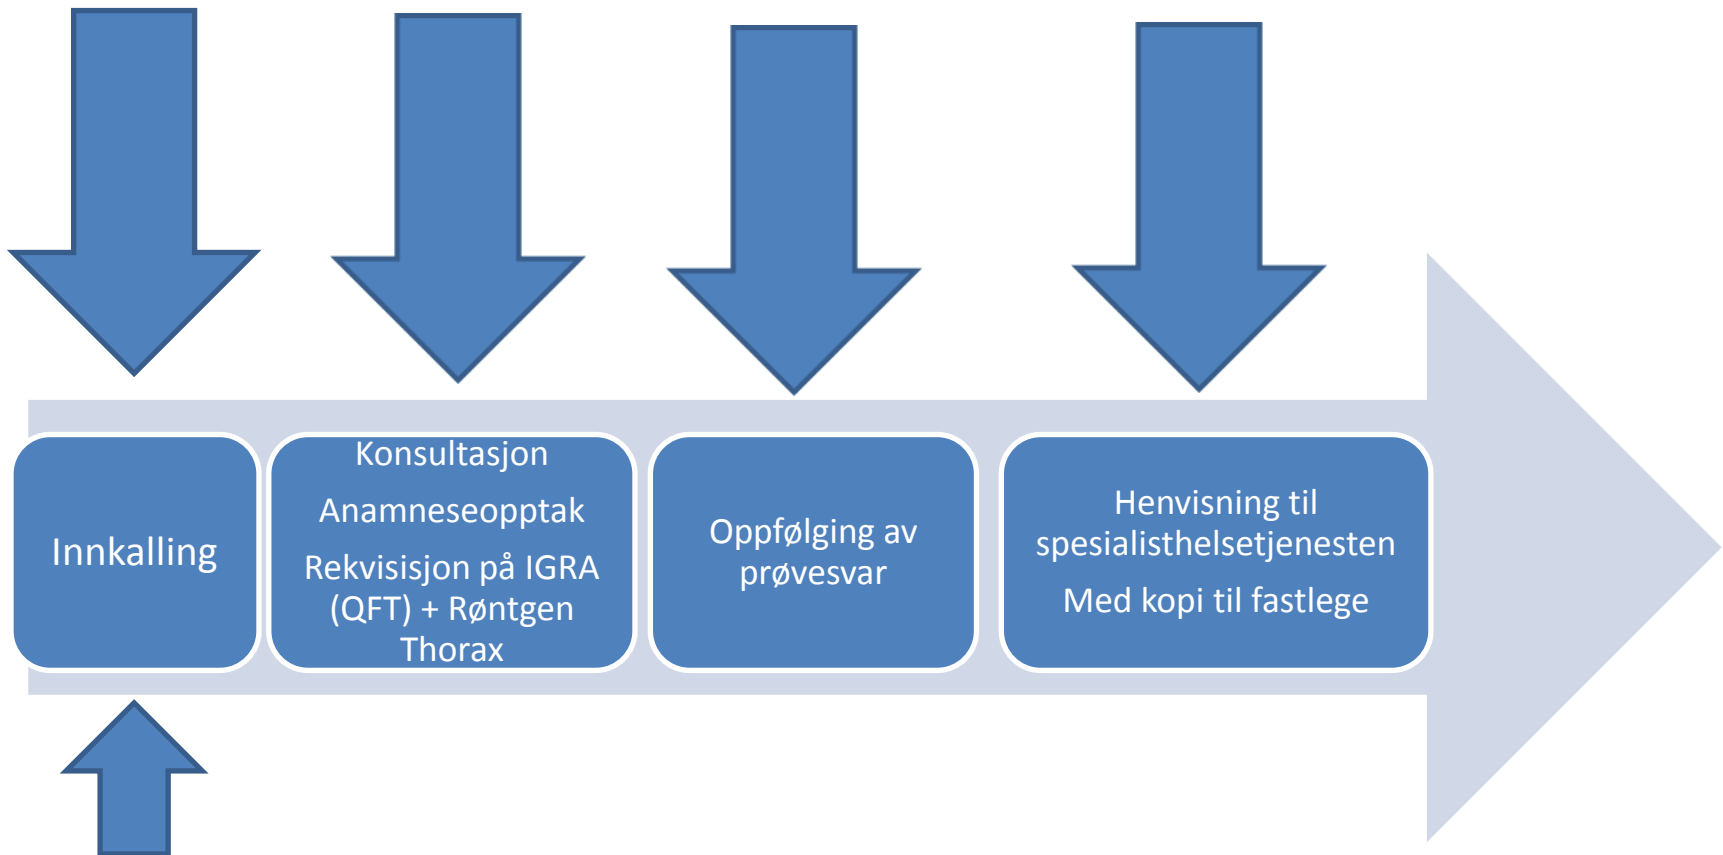 Innkalling
Konsultasjon
Anamneseopptak
Rekvisisjon på IGRA
(QFT) + Røntgen
Thorax
Oppfølging av
prøvesvar
Henvisning til
spesialisthelsetjenesten
Med kopi til fastlege